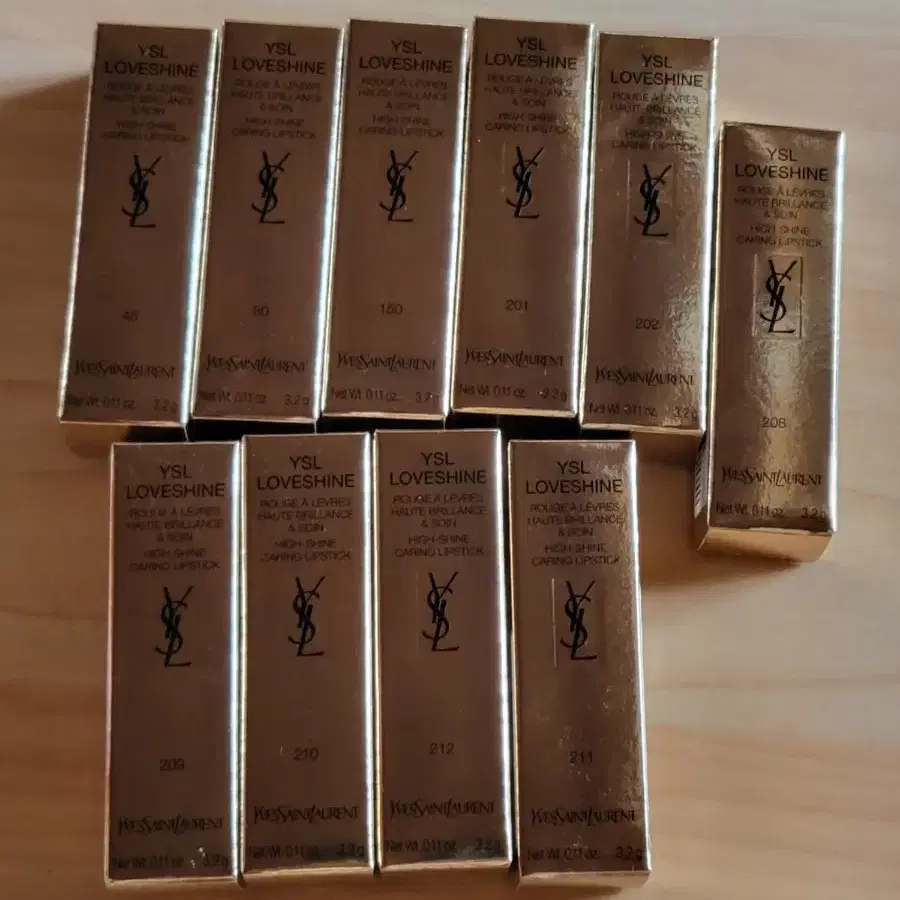 YSL
LOVESHINE
ROUGE À LÈVRES
HAUTE BRILLANCE
& SOIN
HIGH-SHINE
CARING LIPSTICK
YSL
YVESSAINTLAURENT
Net Wt. 0.11 oz. 3.2 g
YSL
LOVESHINE
ROUGE À LÈVRES
HAUTE BRILLANCE
& SOIN
HIGH-SHINE
CARING LIPSTICK
YSL
80
YVESSAINTLAURENT
Net Wt. 0.11 oz. 3.2 g
YSL
LOVESHINE
ROUGE À LÈVRES
HAUTE BRILLANCE
& SOIN
HIGH-SHINE
CARING LIPSTICK
YSL
150
YVESSAINTLAURENT
Net Wt. 0.11 oz. 3.2 g
YSL
LOVESHINE
ROUGE À LÈVRES
HAUTE BRILLANCE
& SOIN
HIGH-SHINE
CARING LIPSTICK
YSL
201
YVESSAINTLAURENT
Net Wt. 0.11 oz. 3.2 g
YSL
LOVESHINE
ROUGE À LÈVRES
HAUTE BRILLANCE
& SOIN
HIGH-SHINE
CARING LIPSTICK
YSL
202
YVESSAINTLAURENT
Net Wt. 0.11 oz. 3.2 g
YSL
LOVESHINE
ROUGE À LÈVRES
HAUTE BRILLANCE
& SOIN
HIGH-SHINE
CARING LIPSTICK
YSL
208
YVESSAINTLAURENT
Net Wt. 0.11 oz. 3.2 g
YSL
LOVESHINE
ROUGE À LÈVRES
HAUTE BRILLANCE
& SOIN
HIGH-SHINE
CARING LIPSTICK
YSL
209
YVESSAINTLAURENT
Net Wt. 0.11 oz. 3.2 g
YSL
LOVESHINE
ROUGE À LÈVRES
HAUTE BRILLANCE
& SOIN
HIGH-SHINE
CARING LIPSTICK
YSL
210
YVESSAINTLAURENT
Net Wt. 0.11 oz. 3.2 g
YSL
LOVESHINE
ROUGE À LÈVRES
HAUTE BRILLANCE
& SOIN
HIGH-SHINE
CARING LIPSTICK
YSL
212
YVESSAINTLAURENT
Net Wt. 0.11 oz. 3.2 g
YSL
LOVESHINE
ROUGE À LÈVRES
HAUTE BRILLANCE
& SOIN
HIGH-SHINE
CARING LIPSTICK
YSL
211
YVESSAINTLAURENT
Net Wt. 0.11 oz. 3.2 g